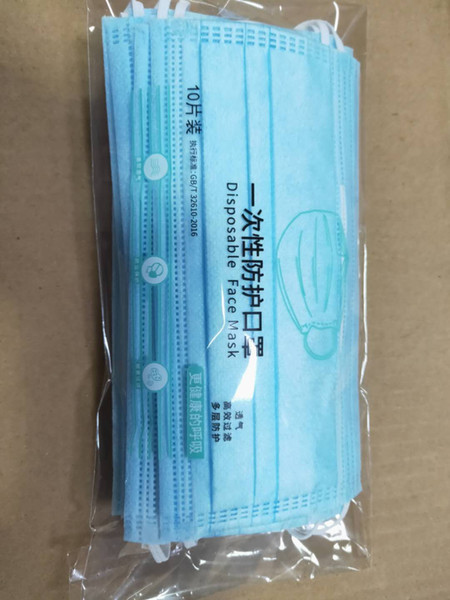 一次性防护口罩
Disposable Face Mask
10片装
执行标准:GB/T 32610-2016
透气
高效过滤
多层防护
更健康的呼吸